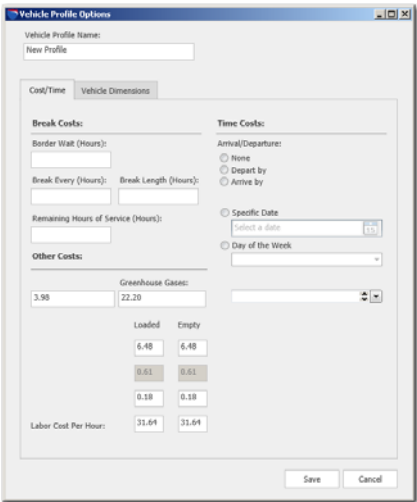 Vehicle Profile Options
Vehicle Profile Name:
New Profile
Cost/Time
Vehicle Dimensions
Break Costs:
Time Costs:
Border Wait (Hours):
Arrival/Departure:
None
Depart by
Arrive by
Break Every (Hours):
Break Length (Hours):
Remaining Hours of Service (Hours):
Specific Date
Select a date
15
Day of the Week
Other Costs:
Greenhouse Gases:
3.98
22.20
Loaded
Empty
6.48
6.48
0.61
0.61
0.18
0.18
Labor Cost Per Hour:
31.64
31.64
Save
Cancel